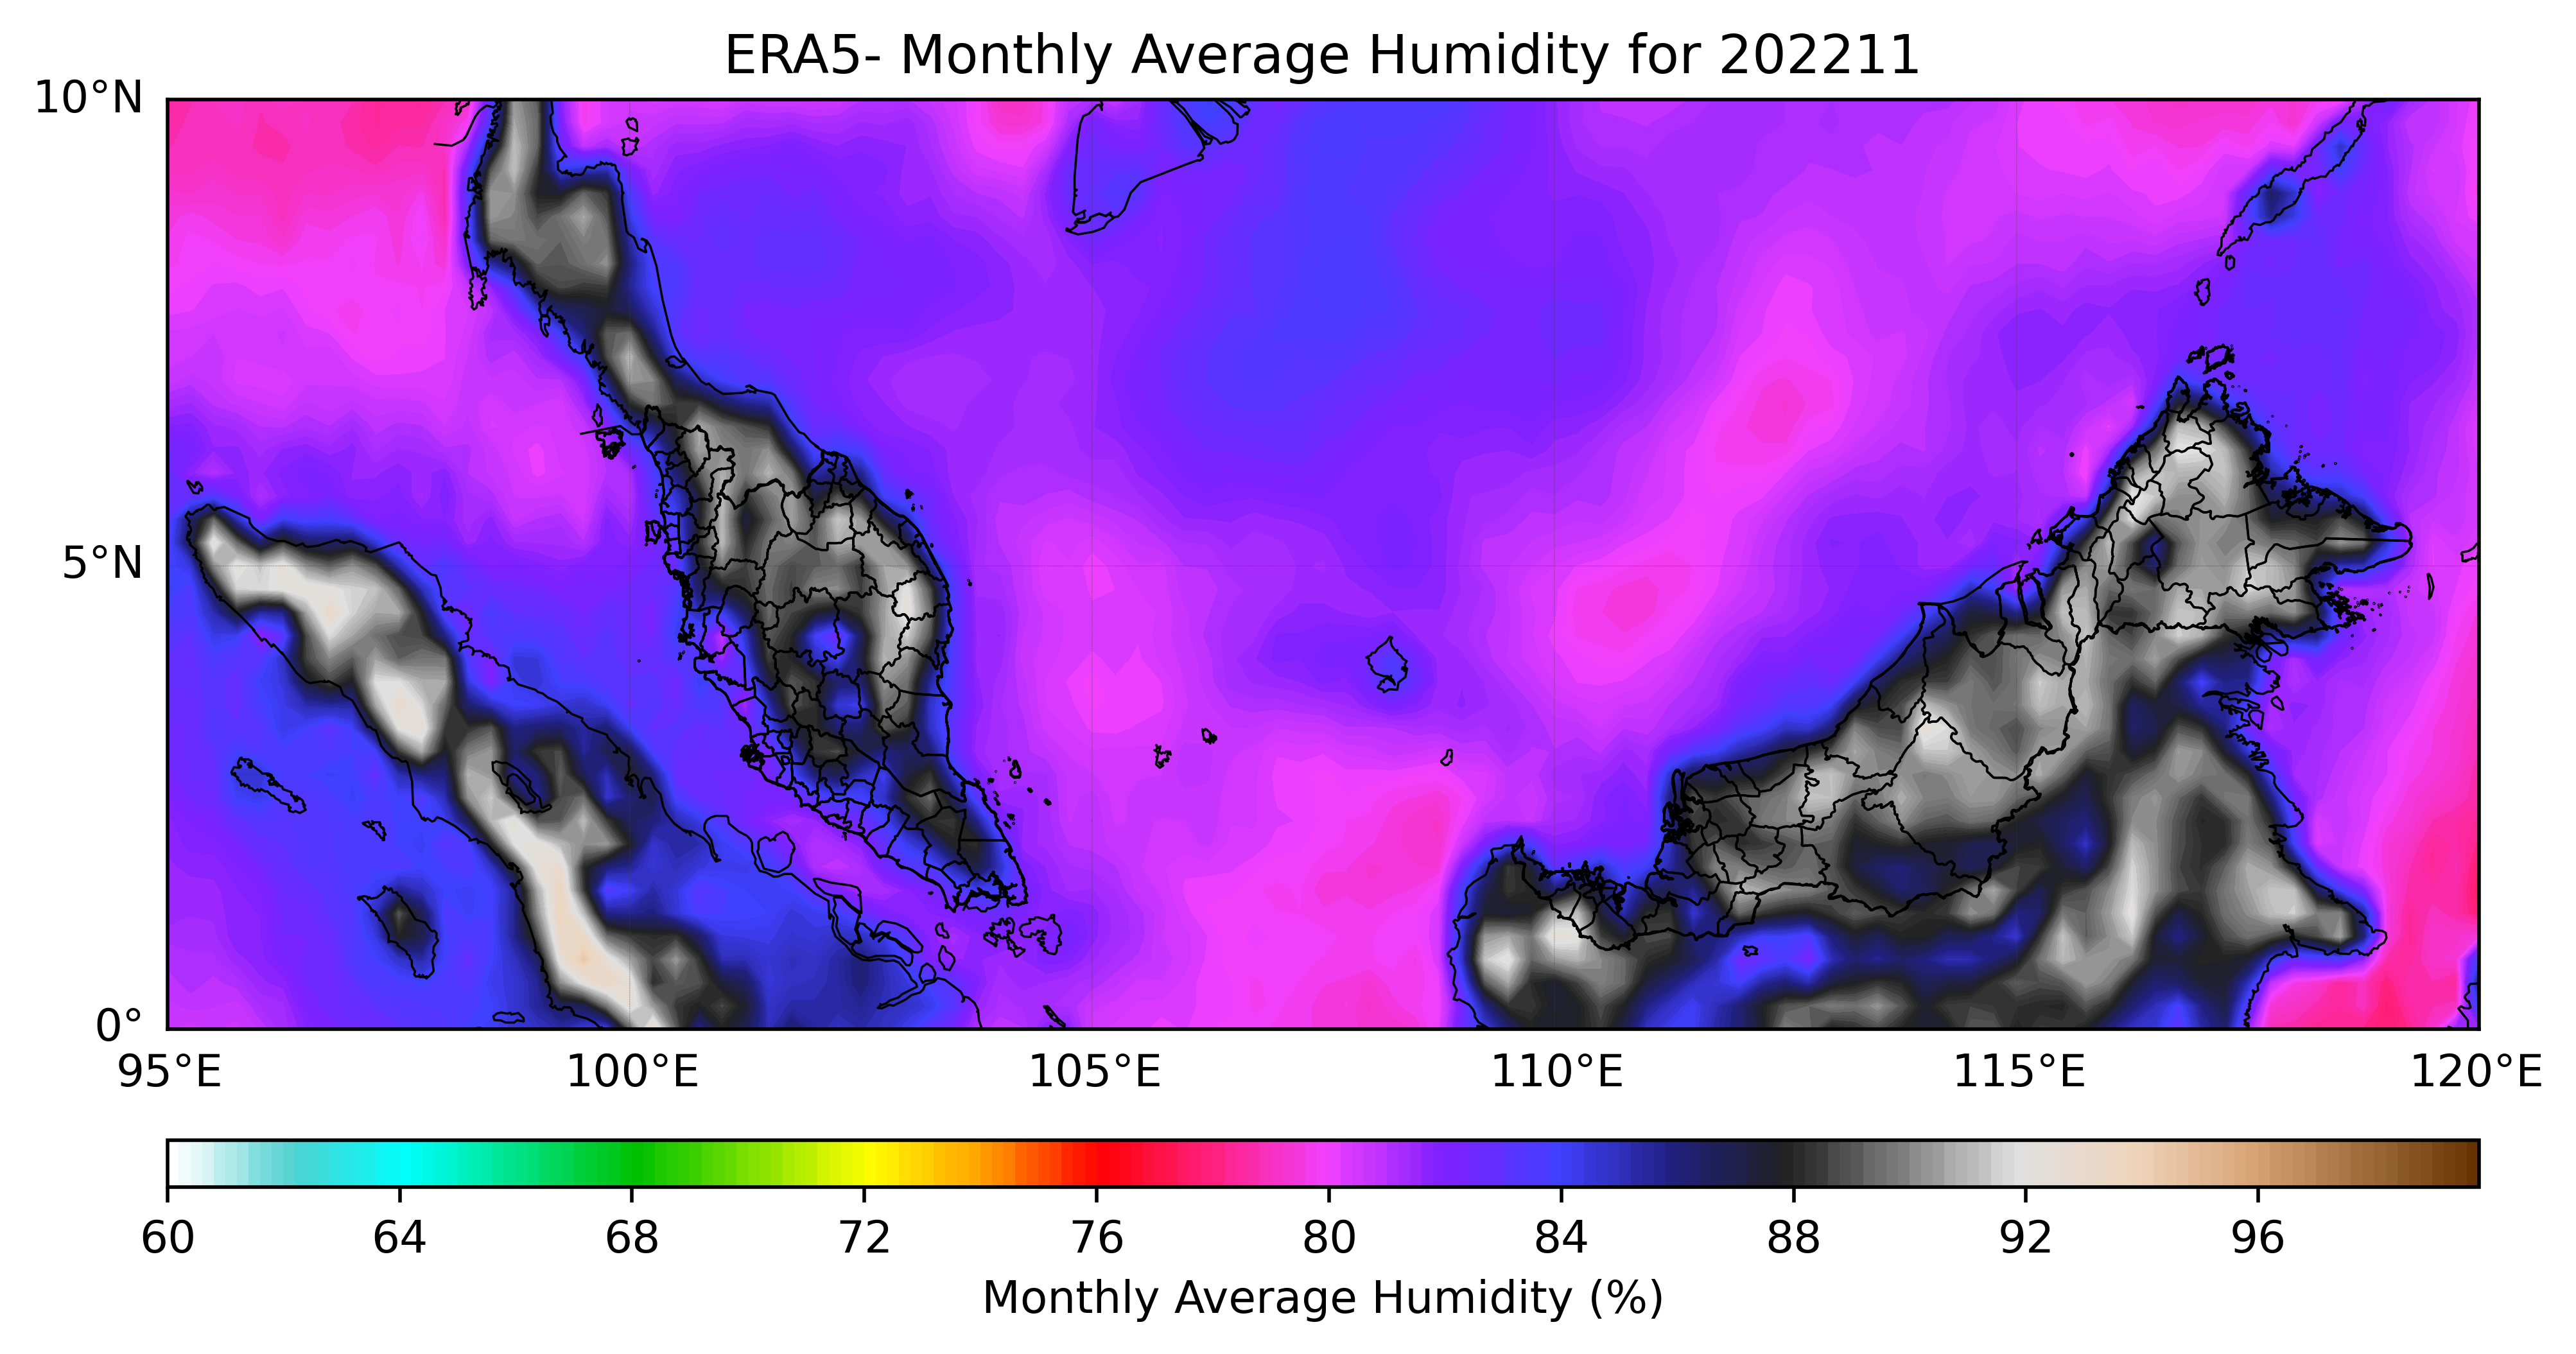 ERA5- Monthly Average Humidity for 202211
10°N
5°N
0°
95°E 100°E 105°E 110°E 115°E 120°E
60 64 68 72 76 80 84 88 92 96
Monthly Average Humidity (%)